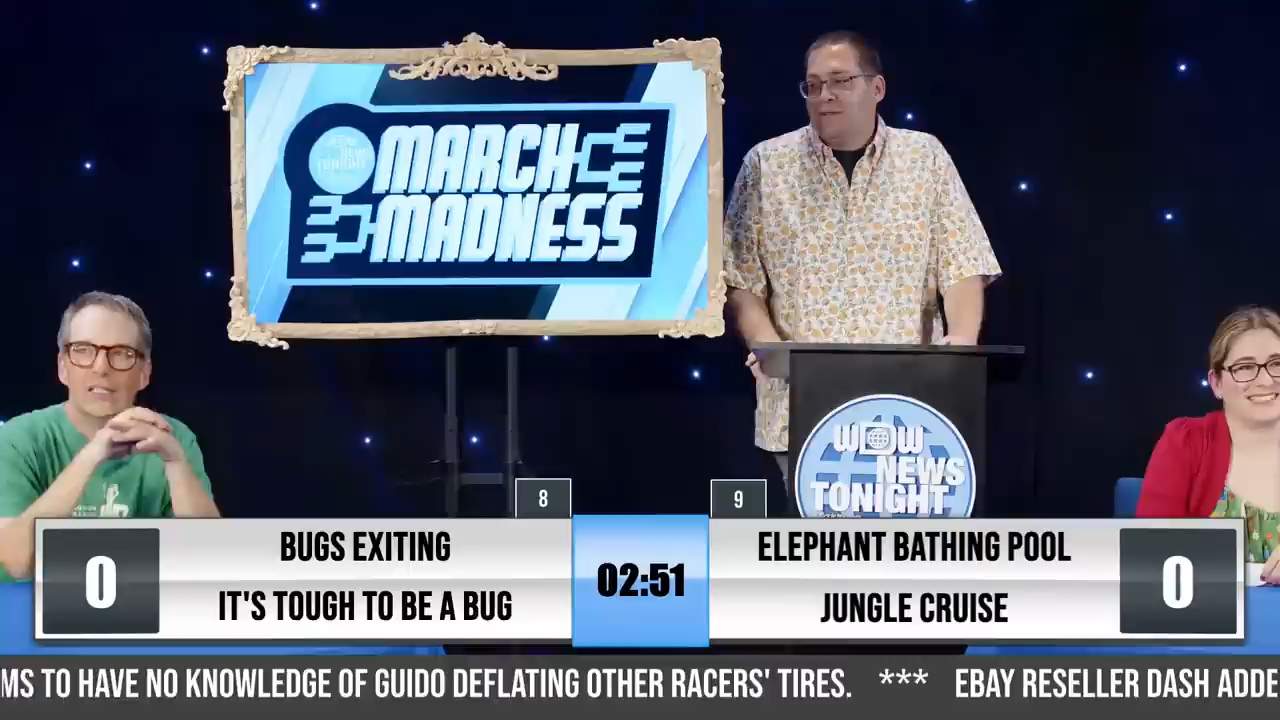 MARCH
MADNESS
WDW
NEWS
TONIGHT
8
9
0
BUGS EXITING
IT'S TOUGH TO BE A BUG
02:51
ELEPHANT BATHING POOL
JUNGLE CRUISE
0
MS TO HAVE NO KNOWLEDGE OF GUIDO DEFLATING OTHER RACERS' TIRES. *** EBAY RESELLER DASH ADDE